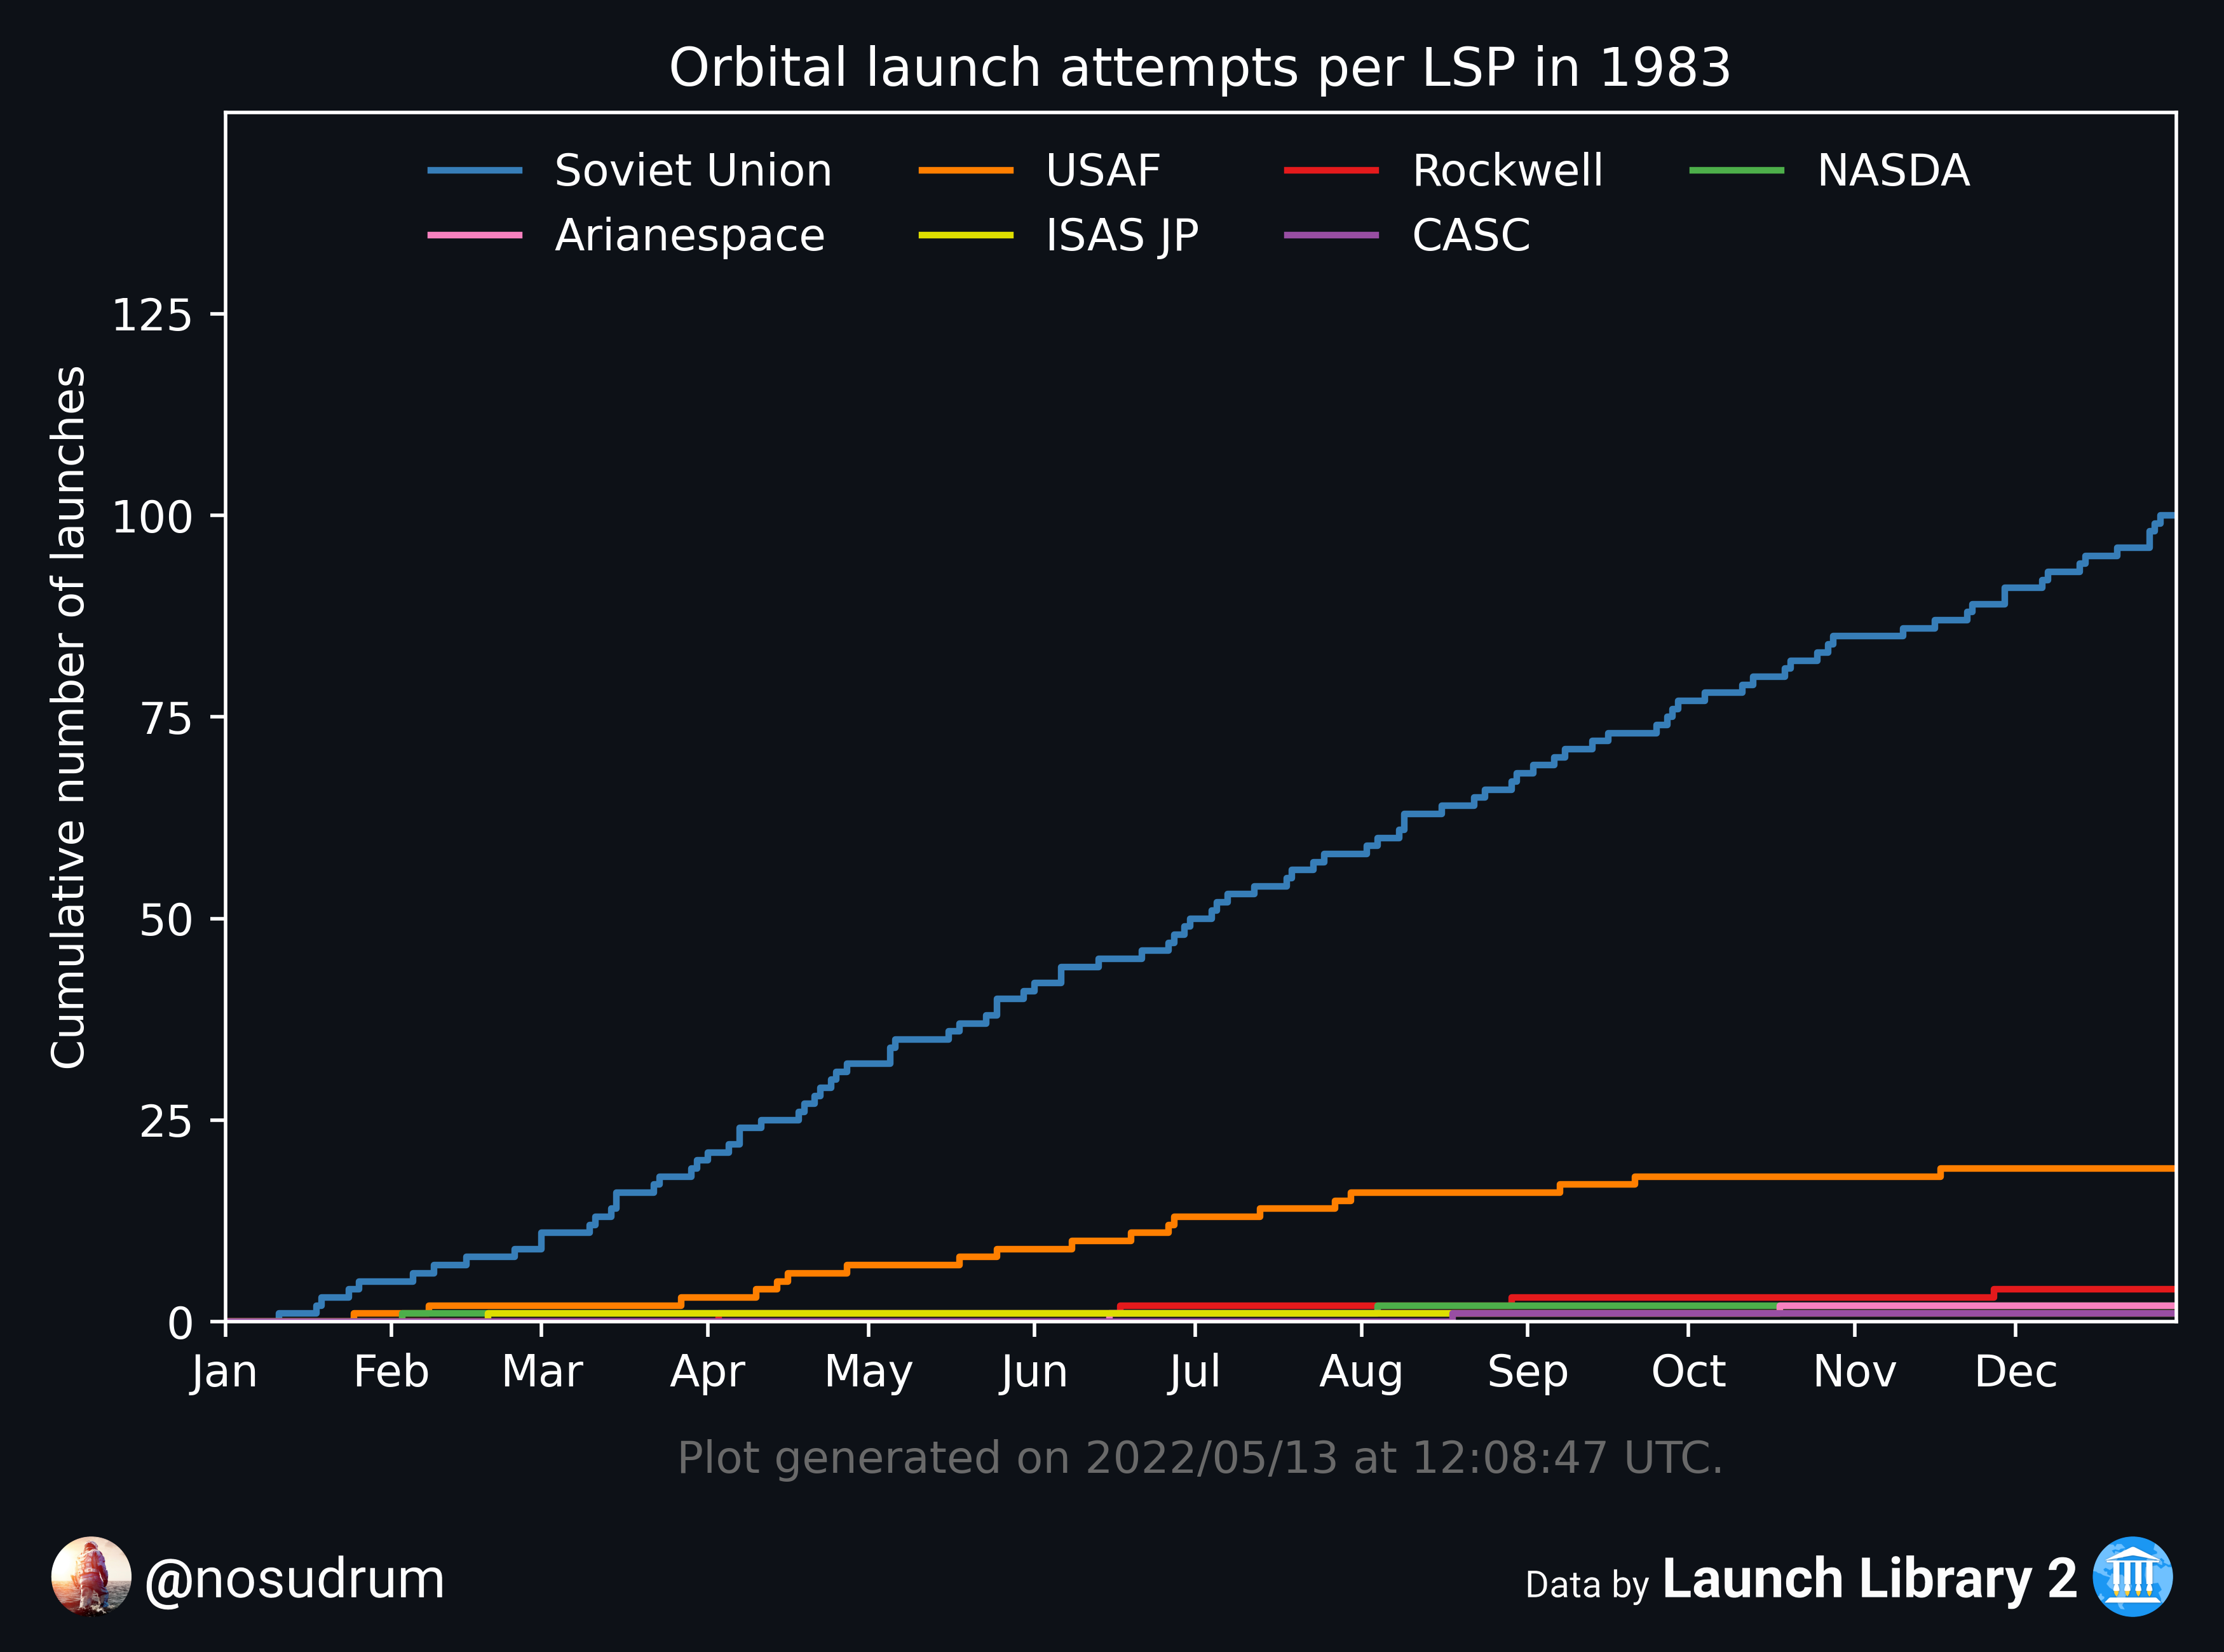 Orbital launch attempts per LSP in 1983
Soviet Union USAF Rockwell NASDA
Arianespace ISAS JP CASC
Cumulative number of launches
125
100
75
50
25
0
Jan Feb Mar Apr May Jun Jul Aug Sep Oct Nov Dec
Plot generated on 2022/05/13 at 12:08:47 UTC.
@nosudrum
Data by Launch Library 2